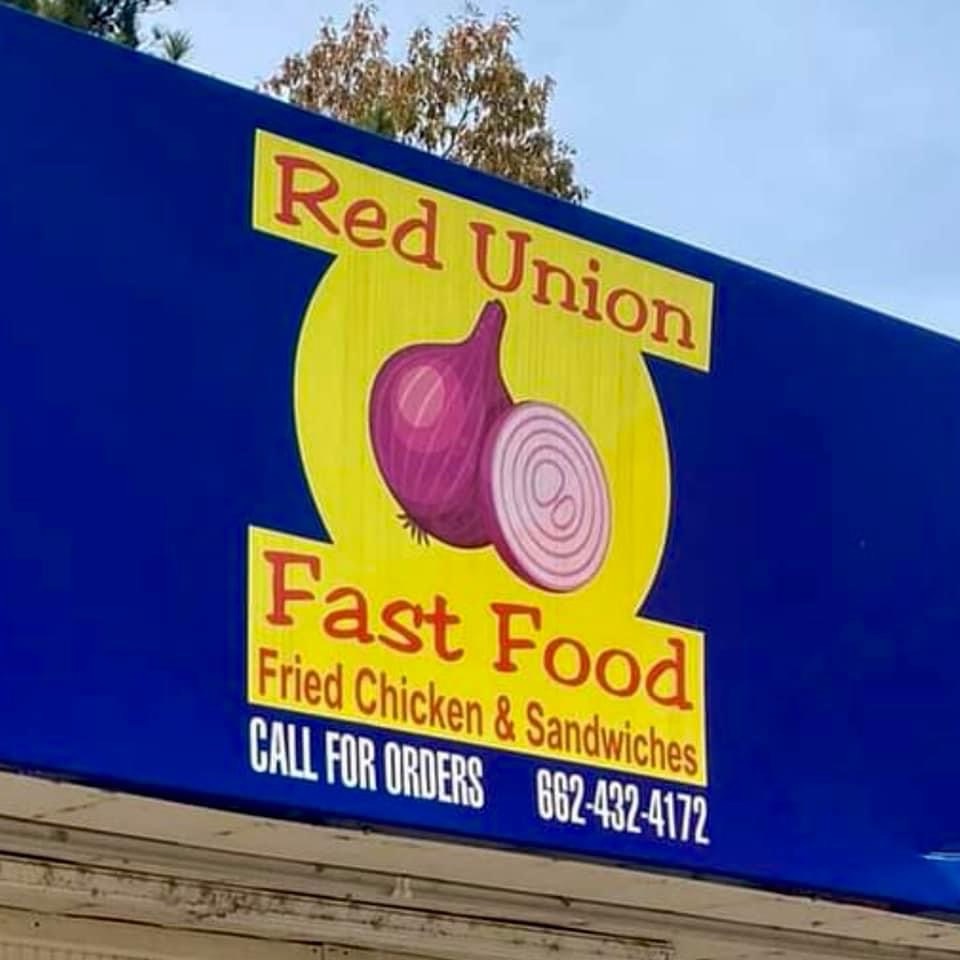 Red Union
Fast Food
Fried Chicken & Sandwiches
CALL FOR ORDERS 662-432-4172